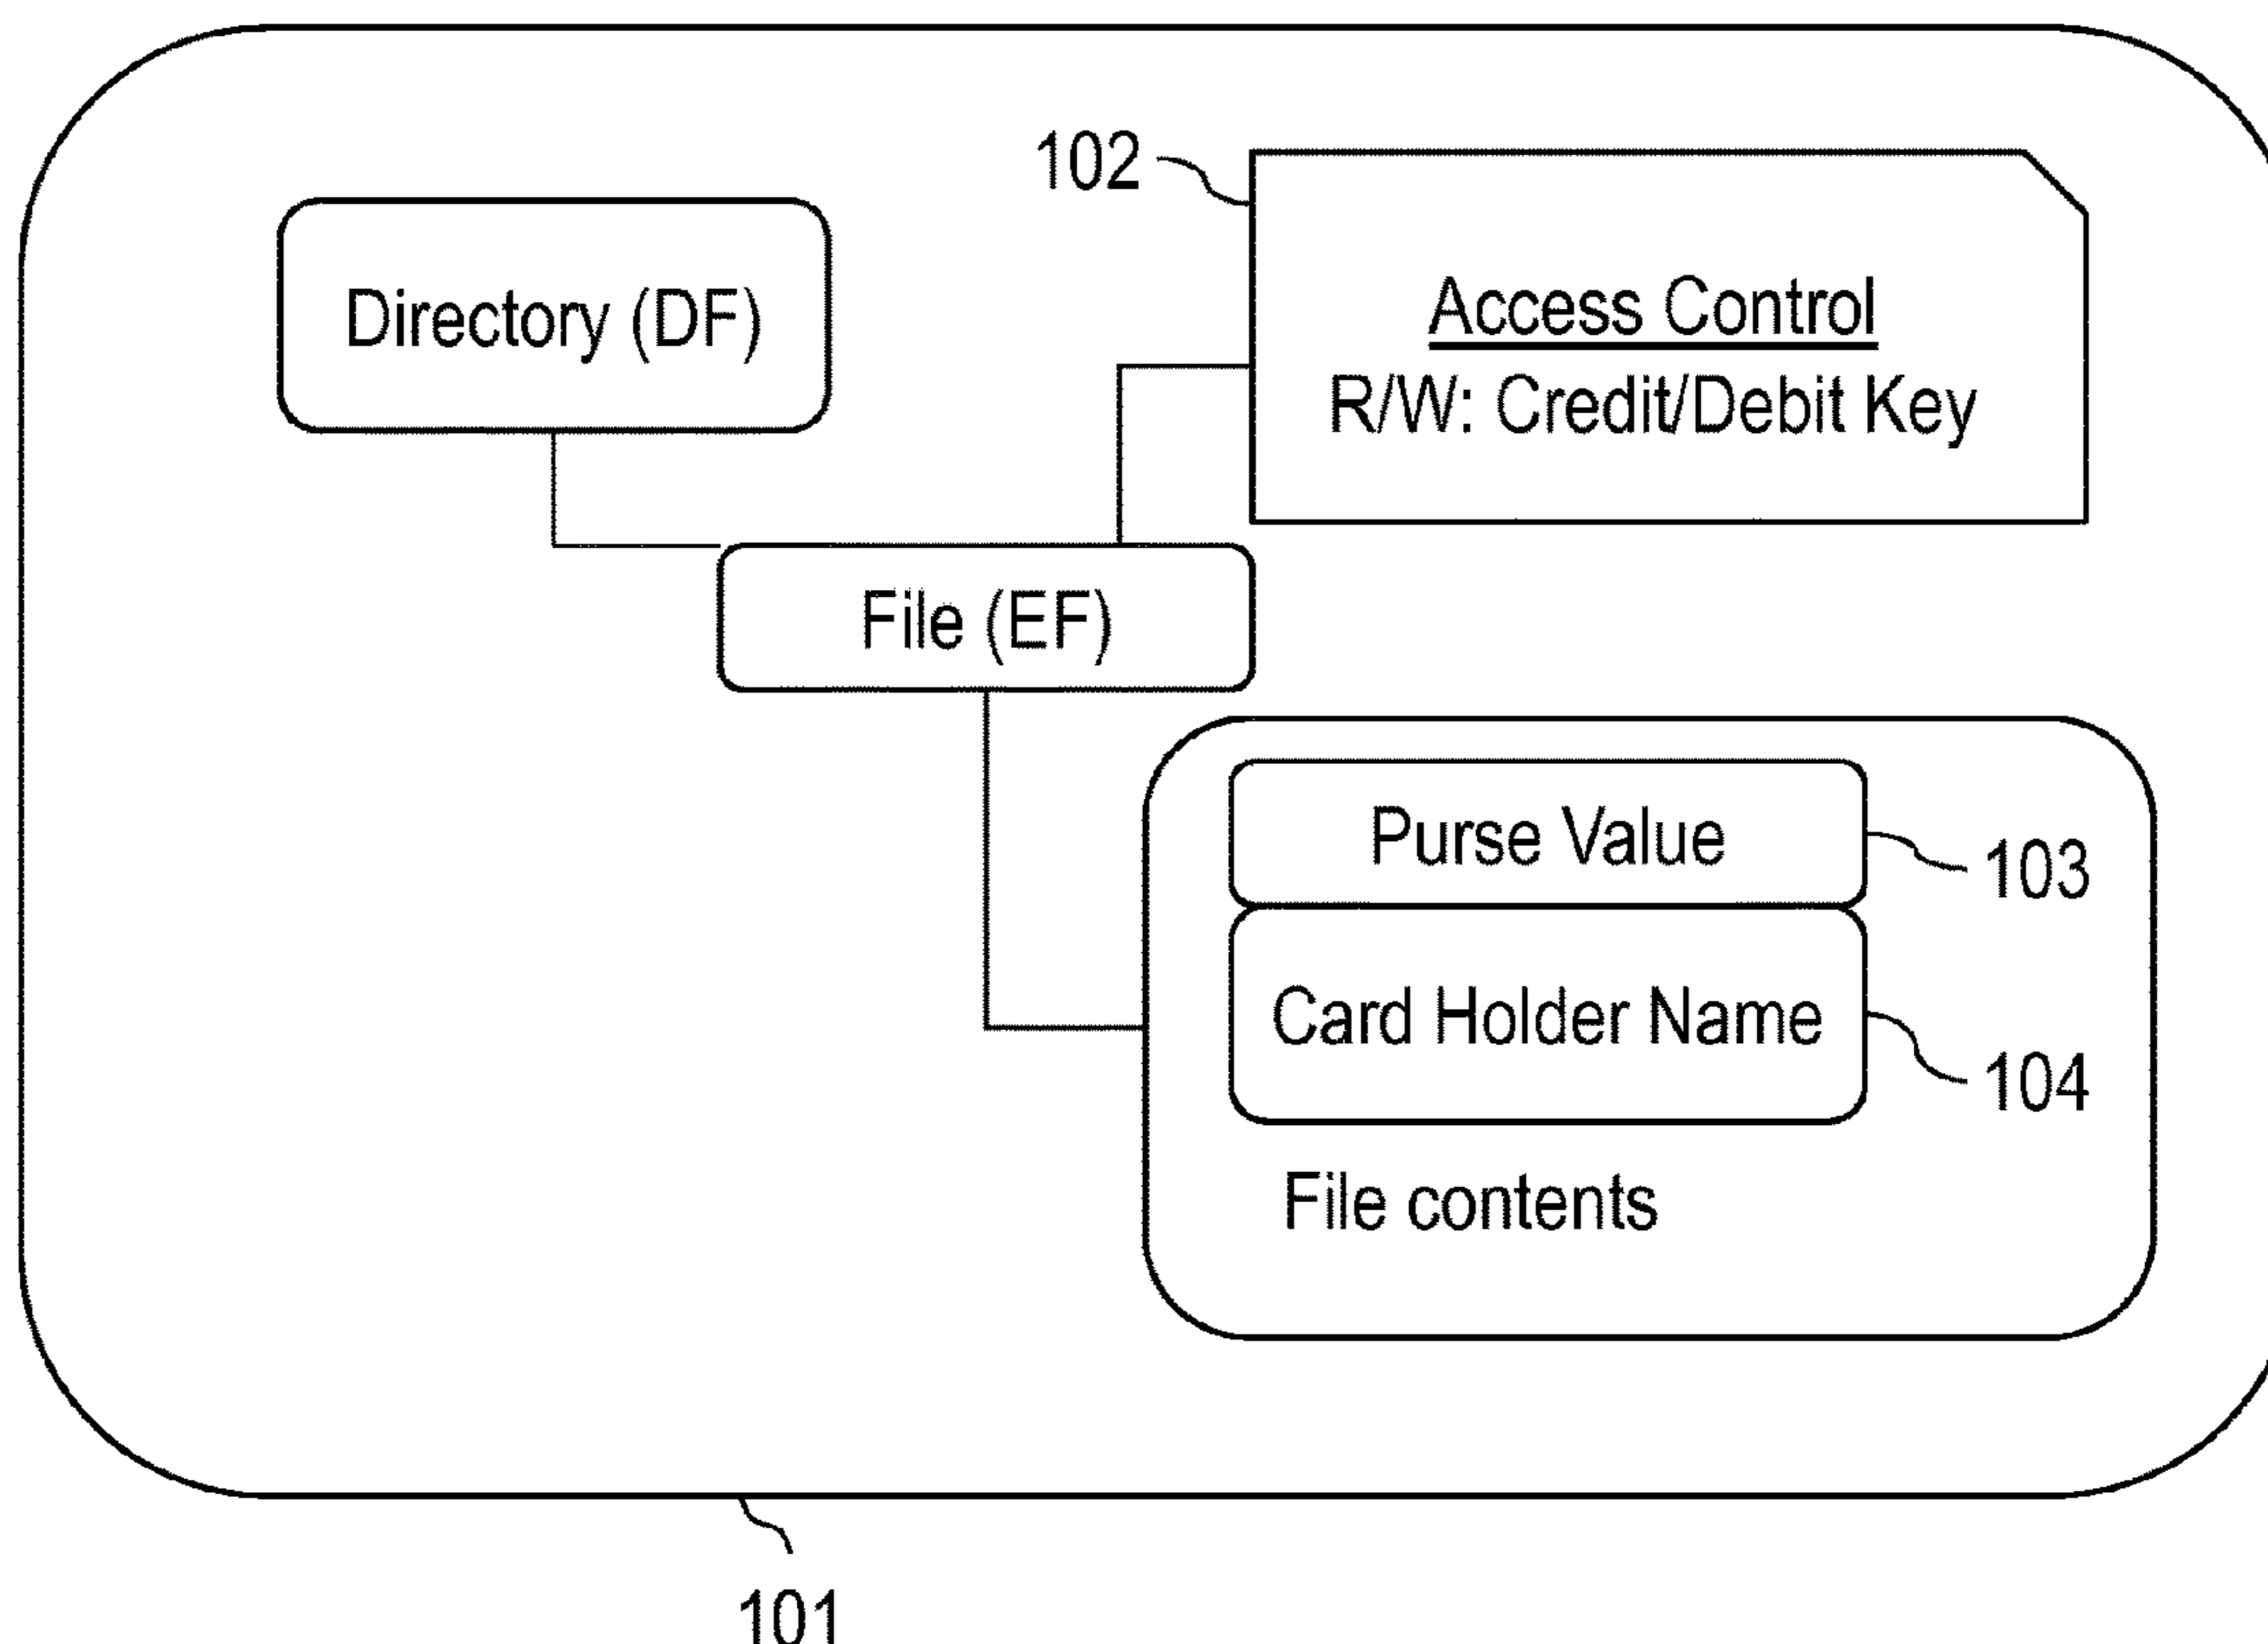 102
Directory (DF)
Access Control
R/W: Credit/Debit Key
File (EF)
Purse Value
103
Card Holder Name
104
File contents
101